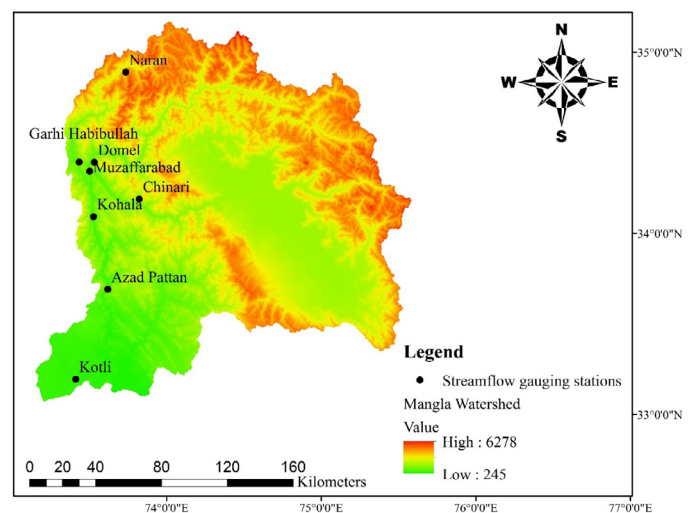 N
W E
S
35°0'0"N
34°0'0"N
33°0'0"N
Naran
Garhi Habibullah
Domel
Muzaffarabad
Chinari
Kohala
Azad Pattan
Kotli
Legend
Streamflow gauging stations
Mangla Watershed
Value
High : 6278
Low : 245
0 20 40 80 120 160
Kilometers
74°0'0"E 75°0'0"E 76°0'0"E 77°0'0"E